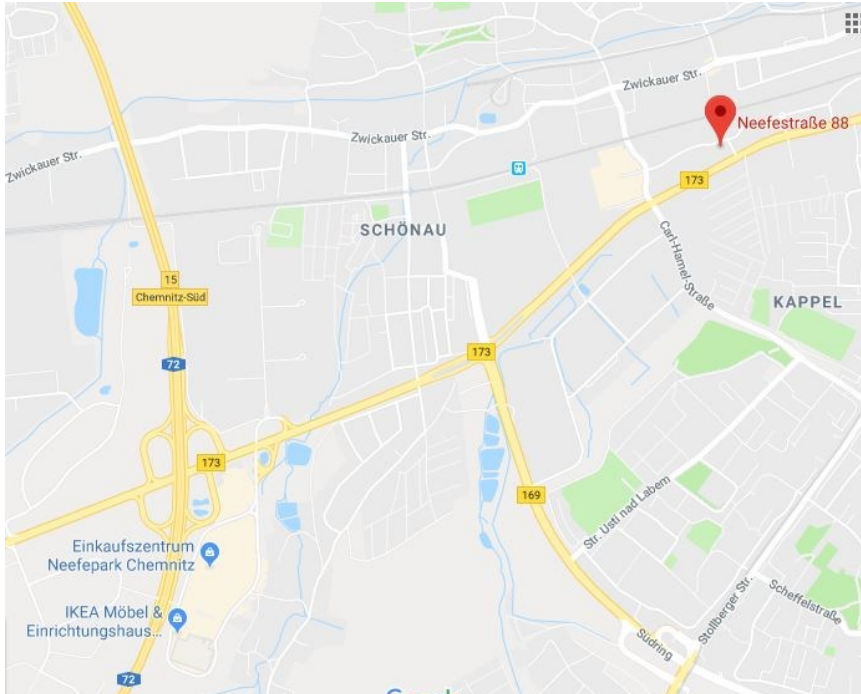 Zwickauer Str.
Zwickauer Str.
Zwickauer Str.
Neefestraße 88
173
SCHÖNAU
Carl-Hamel-Straße
15
Chemnitz-Süd
KAPPEL
72
173
173
169
Str. Usti nad Labem
Einkaufszentrum
Neefepark Chemnitz
IKEA Möbel &
Einrichtungshaus...
Scheffelstraße
Stollberger Str.
Südring
72